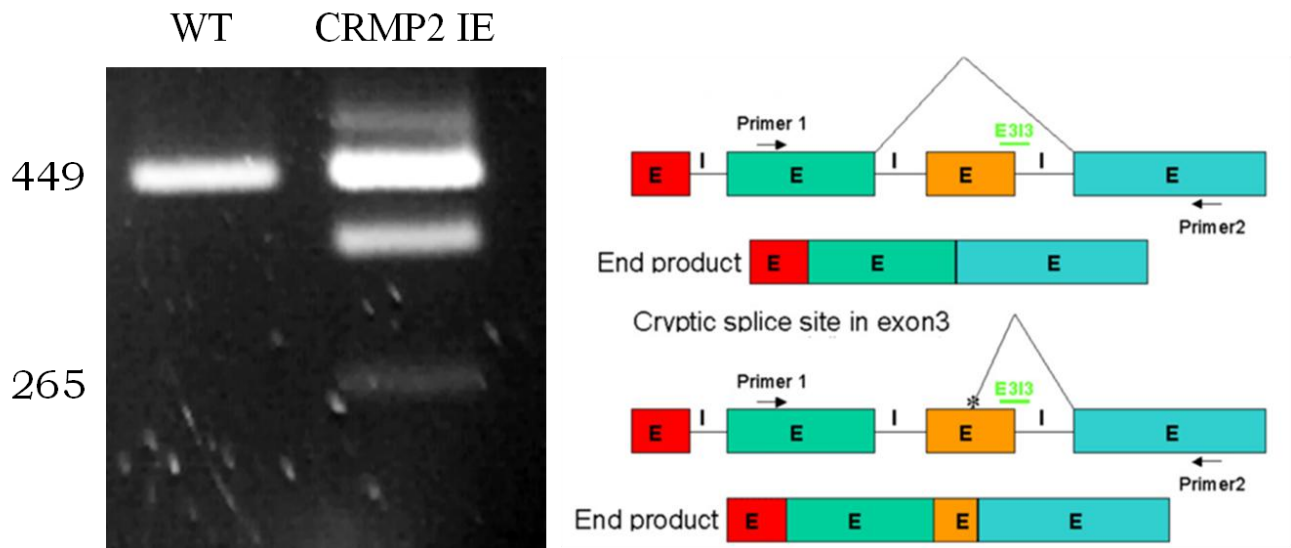 WT CRMP2 IE
449
265
Primer 1
E3I3
E I E I E I E
Primer2
End product E E E
Cryptic splice site in exon3
Primer 1
E3I3
*
E I E I E I E
Primer2
End product E E E E